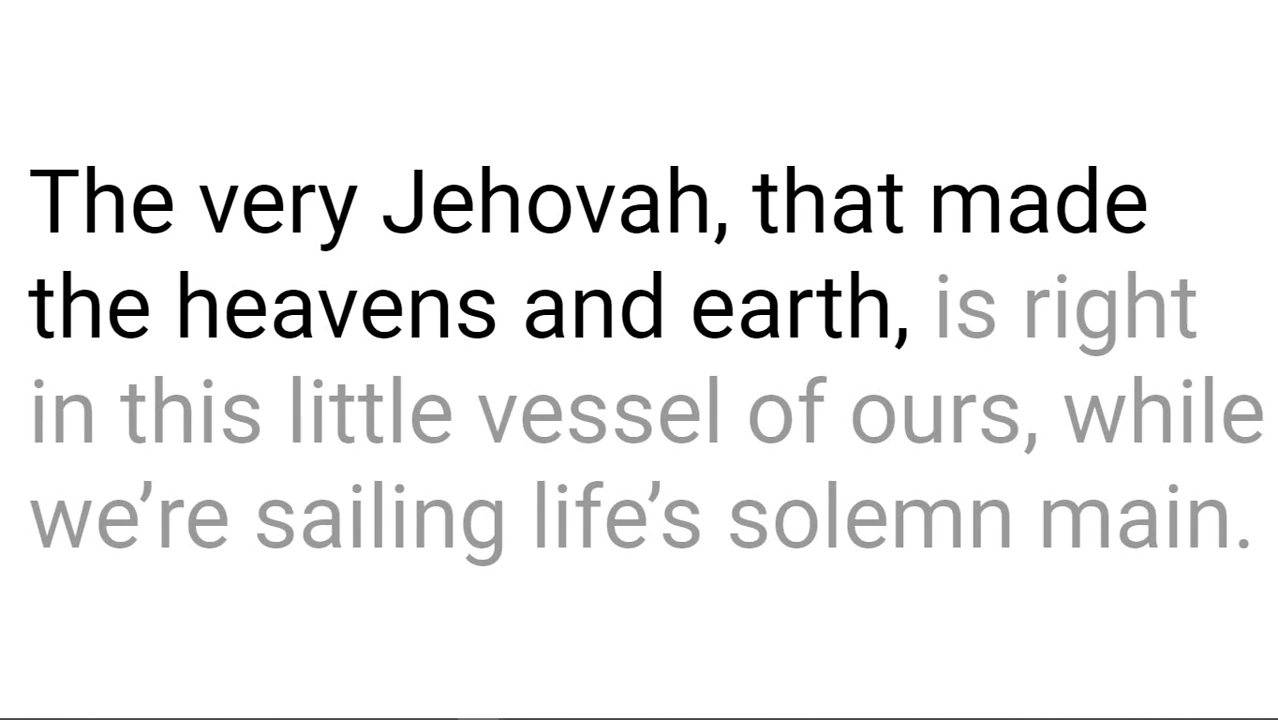 The very Jehovah, that made
the heavens and earth, is right
in this little vessel of ours, while
we’re sailing life’s solemn main.